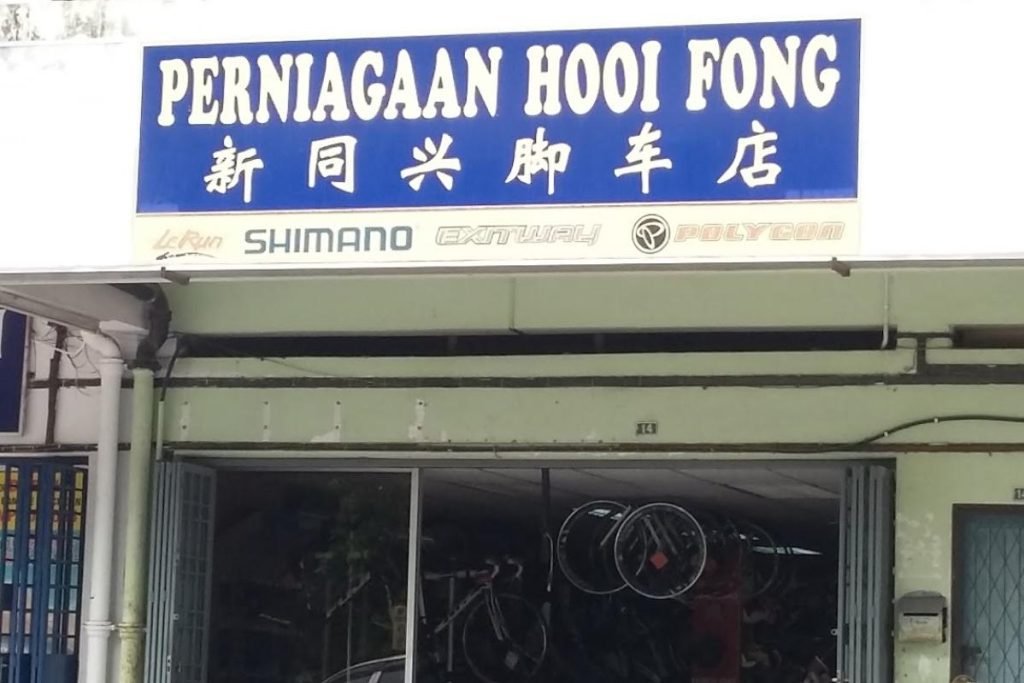 PERNIAGAAN HOOI FONG
新同兴脚车店
LeRun SHIMANO EXITWAY POLYGON
14